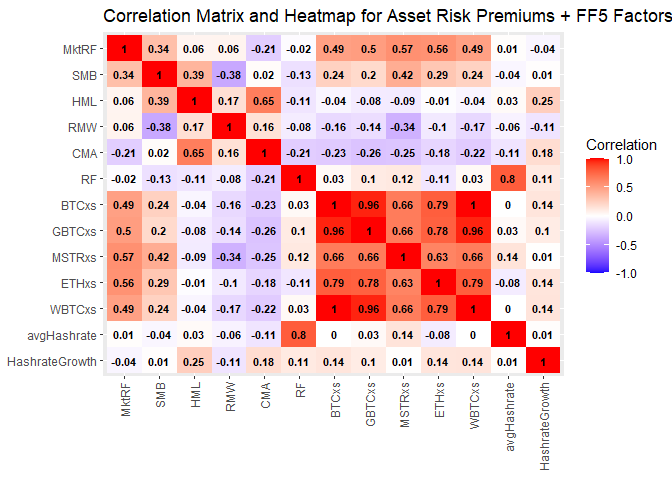 Correlation Matrix and Heatmap for Asset Risk Premiums + FF5 Factors
MktRF 1 0.34 0.06 0.06 -0.21 -0.02 0.49 0.5 0.57 0.56 0.49 0.01 -0.04
SMB 0.34 1 0.39 -0.38 0.02 -0.13 0.24 0.2 0.42 0.29 0.24 -0.04 0.01
HML 0.06 0.39 1 0.17 0.65 -0.11 -0.04 -0.08 -0.09 -0.01 -0.04 0.03 0.25
RMW 0.06 -0.38 0.17 1 0.16 -0.08 -0.16 -0.14 -0.34 -0.1 -0.17 -0.06 -0.11
CMA -0.21 0.02 0.65 0.16 1 -0.21 -0.23 -0.26 -0.25 -0.18 -0.22 -0.11 0.18
RF -0.02 -0.13 -0.11 -0.08 -0.21 1 0.03 0.1 0.12 -0.11 0.03 0.8 0.11
BTCxs 0.49 0.24 -0.04 -0.16 -0.23 0.03 1 0.96 0.66 0.79 1 0 0.14
GBTCxs 0.5 0.2 -0.08 -0.14 -0.26 0.1 0.96 1 0.66 0.78 0.96 0.03 0.1
MSTRxs 0.57 0.42 -0.09 -0.34 -0.25 0.12 0.66 0.66 1 0.63 0.66 0.14 0.01
ETHxs 0.56 0.29 -0.01 -0.1 -0.18 -0.11 0.79 0.78 0.63 1 0.79 -0.08 0.14
WBTCxs 0.49 0.24 -0.04 -0.17 -0.22 0.03 1 0.96 0.66 0.79 1 0 0.14
avgHashrate 0.01 -0.04 0.03 -0.06 -0.11 0.8 0 0.03 0.14 -0.08 0 1 0.01
HashrateGrowth -0.04 0.01 0.25 -0.11 0.18 0.11 0.14 0.1 0.01 0.14 0.14 0.01 1
MktRF SMB HML RMW CMA RF BTCxs GBTCxs MSTRxs ETHxs WBTCxs avgHashrate HashrateGrowth
Correlation
1.0
0.5
0.0
-0.5
-1.0